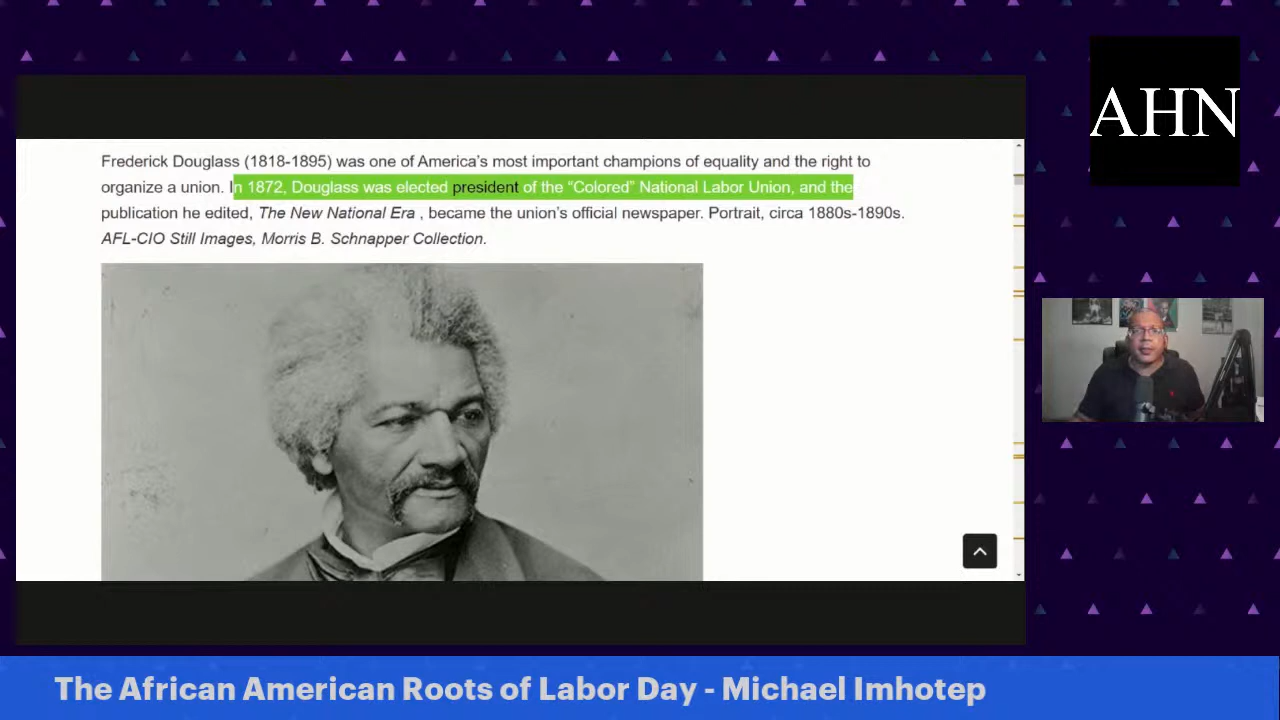 AHN
Frederick Douglass (1818-1895) was one of America’s most important champions of equality and the right to
organize a union. In 1872, Douglass was elected president of the “Colored” National Labor Union, and the
publication he edited, The New National Era , became the union’s official newspaper. Portrait, circa 1880s-1890s.
AFL-CIO Still Images, Morris B. Schnapper Collection.
The African American Roots of Labor Day - Michael Imhotep